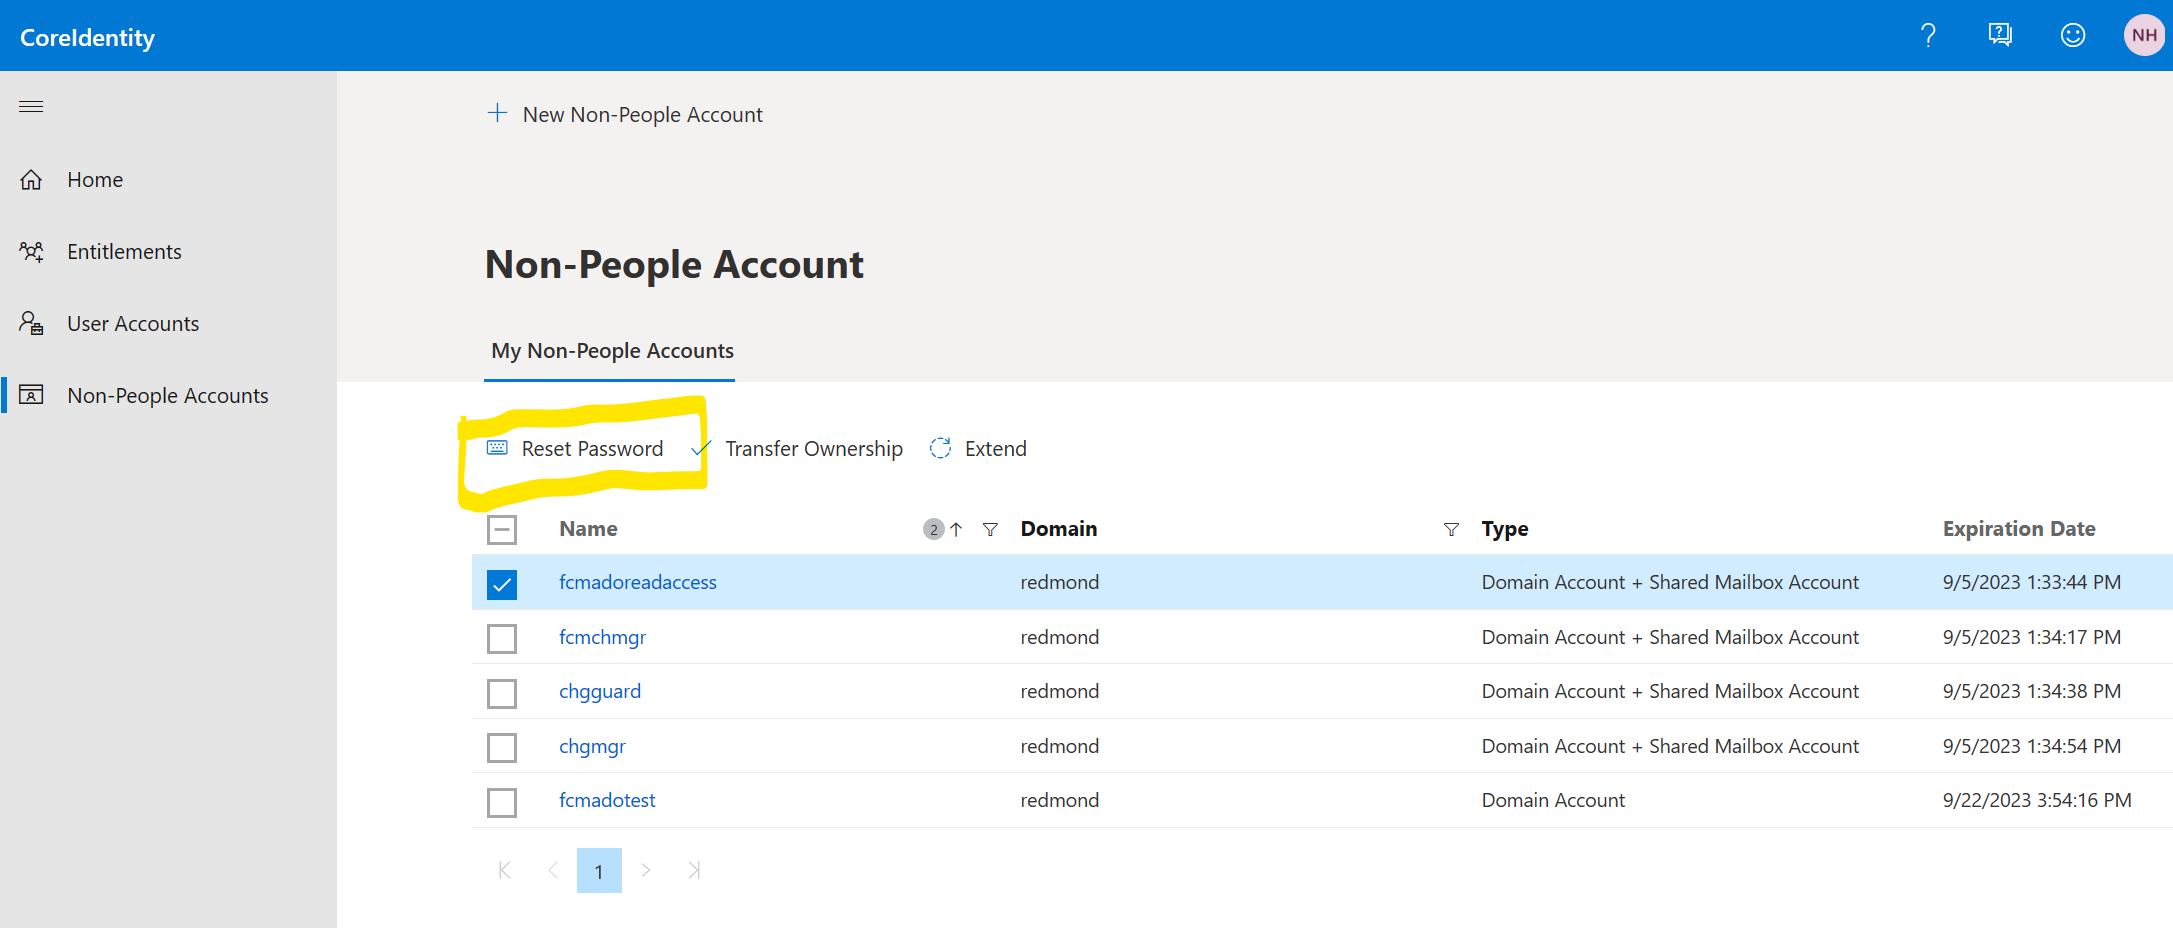 CoreIdentity
NH
New Non-People Account
Home
Entitlements
User Accounts
Non-People Accounts
Non-People Account
My Non-People Accounts
Reset Password Transfer Ownership Extend
Name 2 Domain Type Expiration Date
fcmadoreadaccess redmond Domain Account + Shared Mailbox Account 9/5/2023 1:33:44 PM
fcmchmgr redmond Domain Account + Shared Mailbox Account 9/5/2023 1:34:17 PM
chgguard redmond Domain Account + Shared Mailbox Account 9/5/2023 1:34:38 PM
chgmgr redmond Domain Account + Shared Mailbox Account 9/5/2023 1:34:54 PM
fcmadotest redmond Domain Account 9/22/2023 3:54:16 PM
1